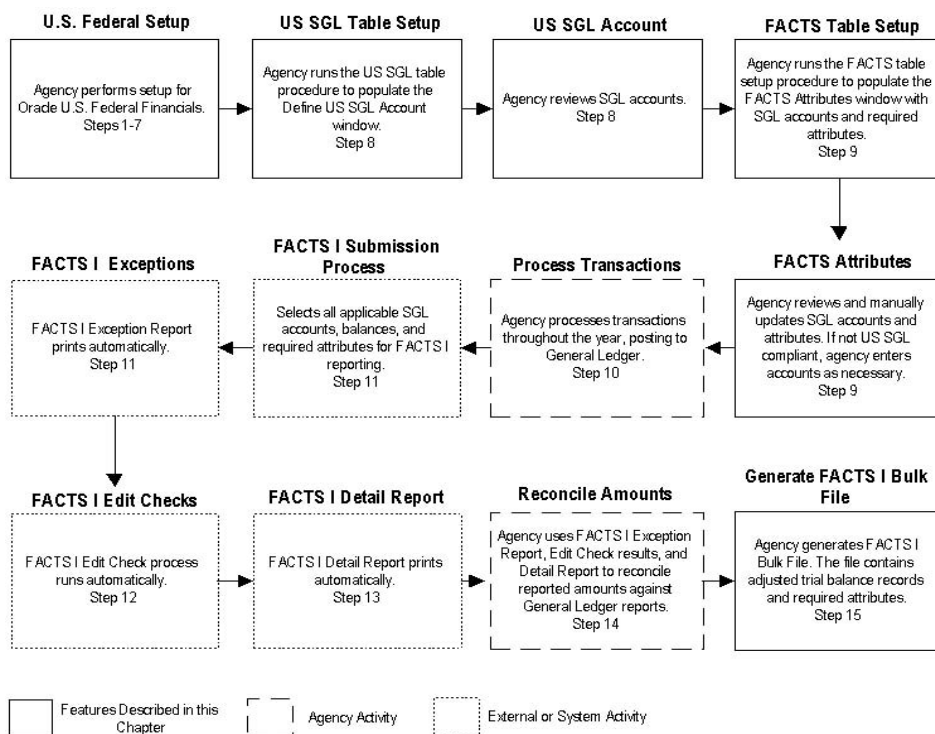 U.S. Federal Setup
Agency performs setup for
Oracle U.S. Federal Financials.
Steps 1-7
US SGL Table Setup
Agency runs the US SGL table
procedure to populate the
Define US SGL Account
window.
Step 8
US SGL Account
Agency reviews SGL accounts.
Step 8
FACTS Table Setup
Agency runs the FACTS table
setup procedure to populate the
FACTS Attributes window with
SGL accounts and required
attributes.
Step 9
FACTS Attributes
Agency reviews and manually
updates SGL accounts and
attributes. If not US SGL
compliant, agency enters
accounts as necessary.
Step 9
Process Transactions
Agency processes transactions
throughout the year, posting to
General Ledger.
Step 10
FACTS I Submission
Process
Selects all applicable SGL
accounts, balances, and
required attributes for FACTS I
reporting.
Step 11
FACTS I Exceptions
FACTS I Exception Report
prints automatically.
Step 11
FACTS I Edit Checks
FACTS I Edit Check process
runs automatically.
Step 12
FACTS I Detail Report
FACTS I Detail Report prints
automatically.
Step 13
Reconcile Amounts
Agency uses FACTS I Exception
Report, Edit Check results, and
Detail Report to reconcile
reported amounts against
General Ledger reports.
Step 14
Generate FACTS I Bulk
File
Agency generates FACTS I
Bulk File. The file contains
adjusted trial balance records
and required attributes.
Step 15
Features Described in this
Chapter
Agency Activity
External or System Activity